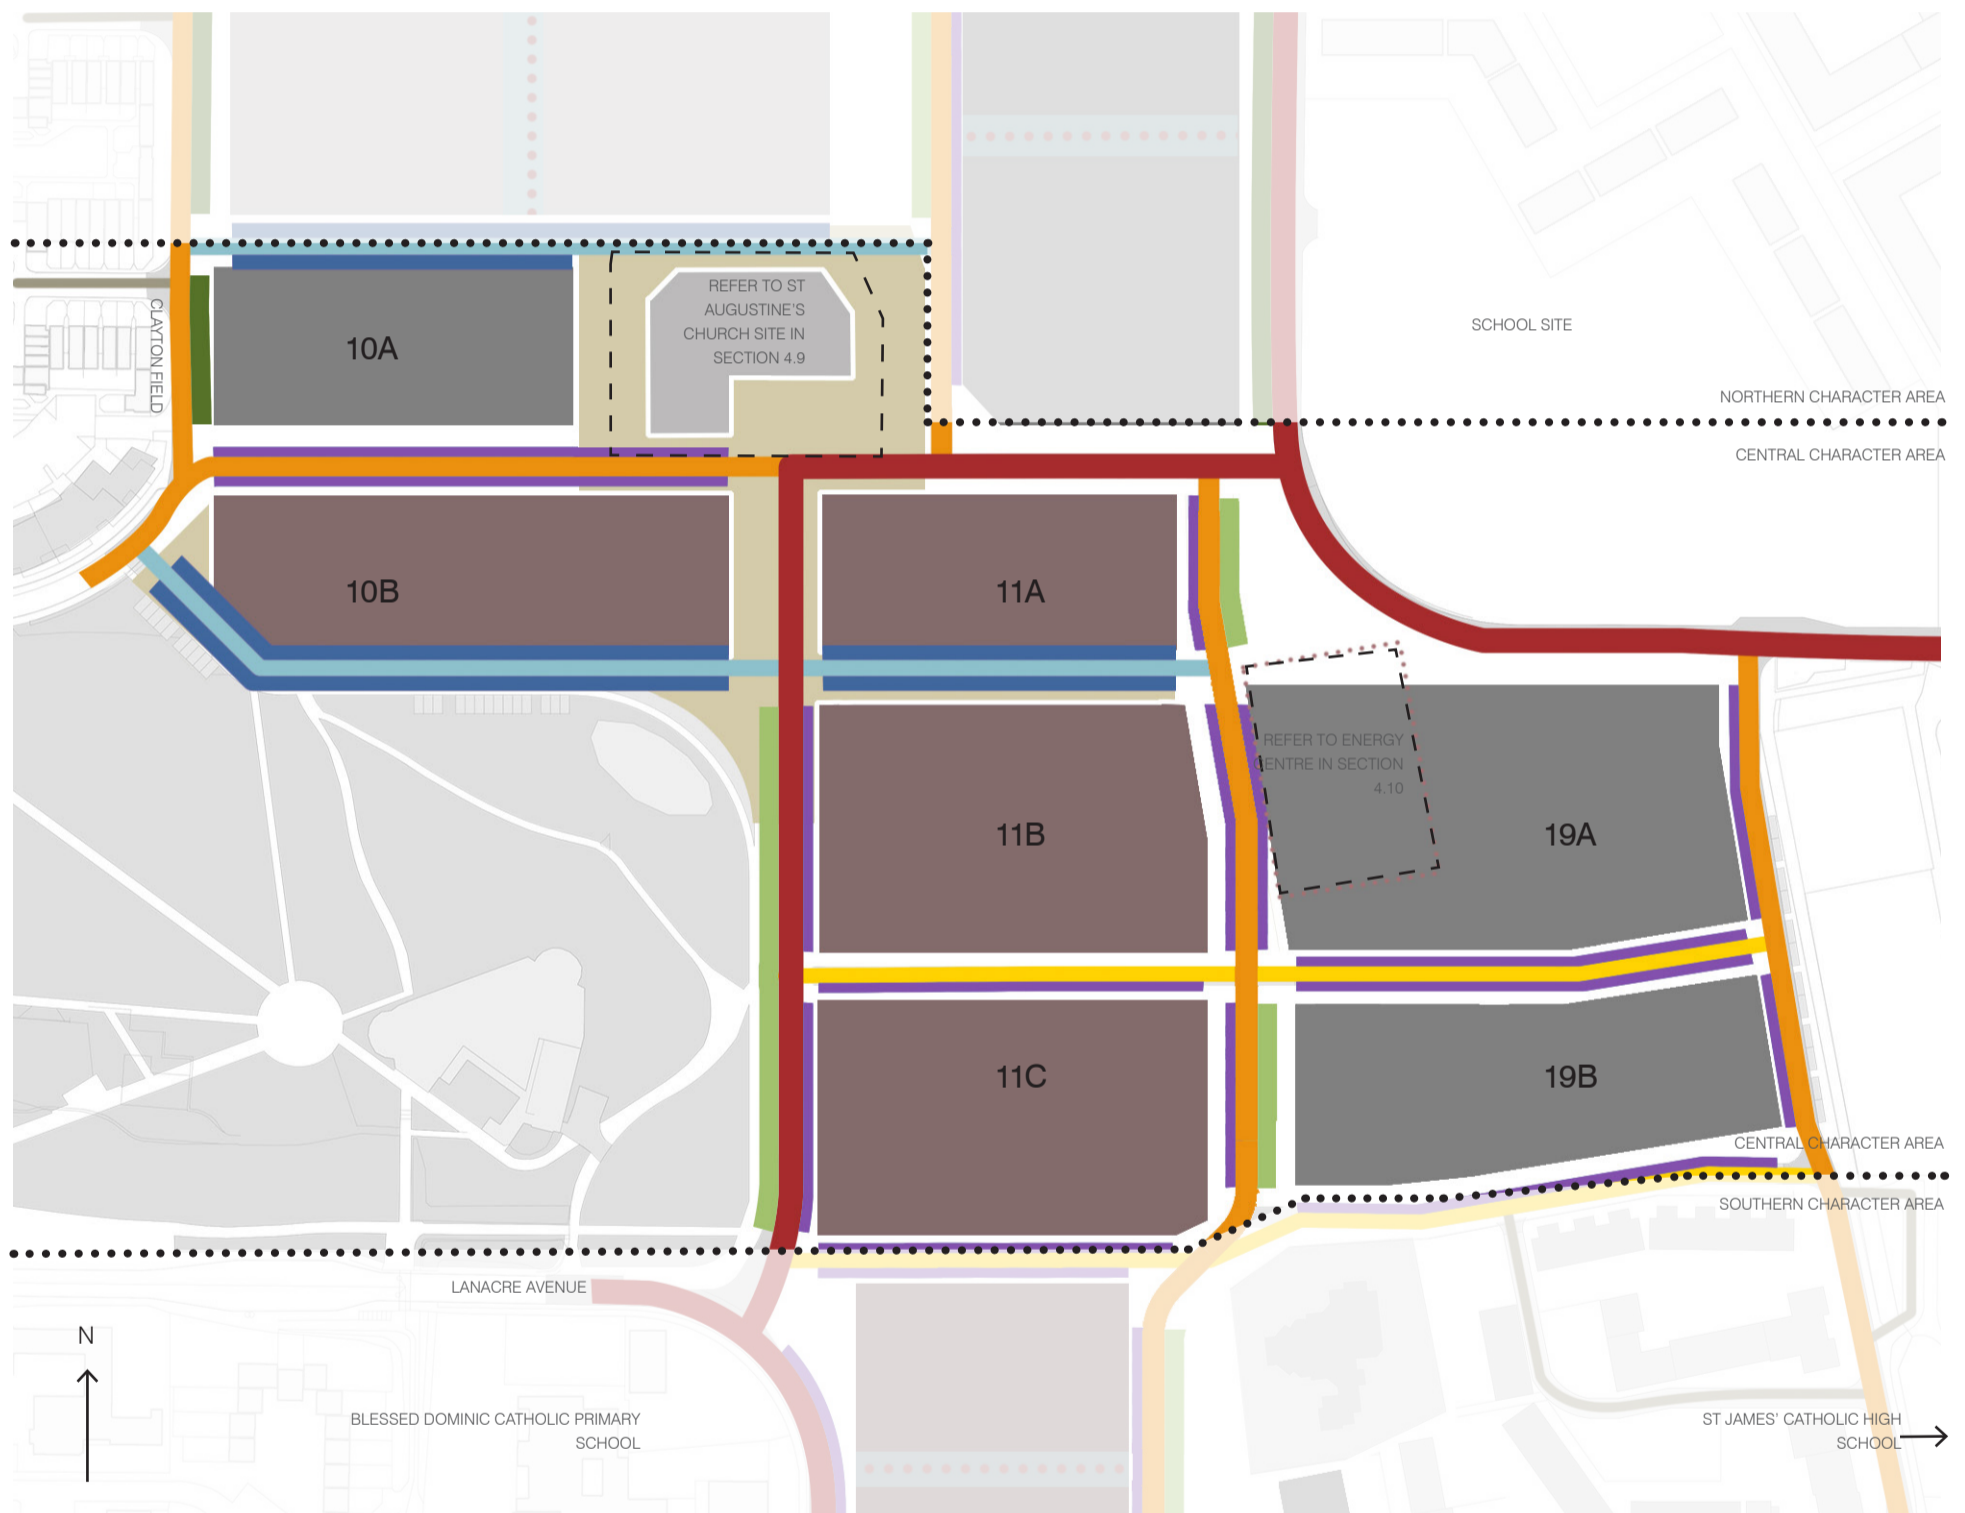 REFER TO ST
AUGUSTINE'S
CHURCH SITE IN
SECTION 4.9
CLAYTON FIELD
10A
SCHOOL SITE
NORTHERN CHARACTER AREA
CENTRAL CHARACTER AREA
10B
11A
REFER TO ENERGY
CENTRE IN SECTION
4.10
11B
19A
11C
19B
CENTRAL CHARACTER AREA
SOUTHERN CHARACTER AREA
LANACRE AVENUE
N
BLESSED DOMINIC CATHOLIC PRIMARY
SCHOOL
ST JAMES' CATHOLIC HIGH
SCHOOL